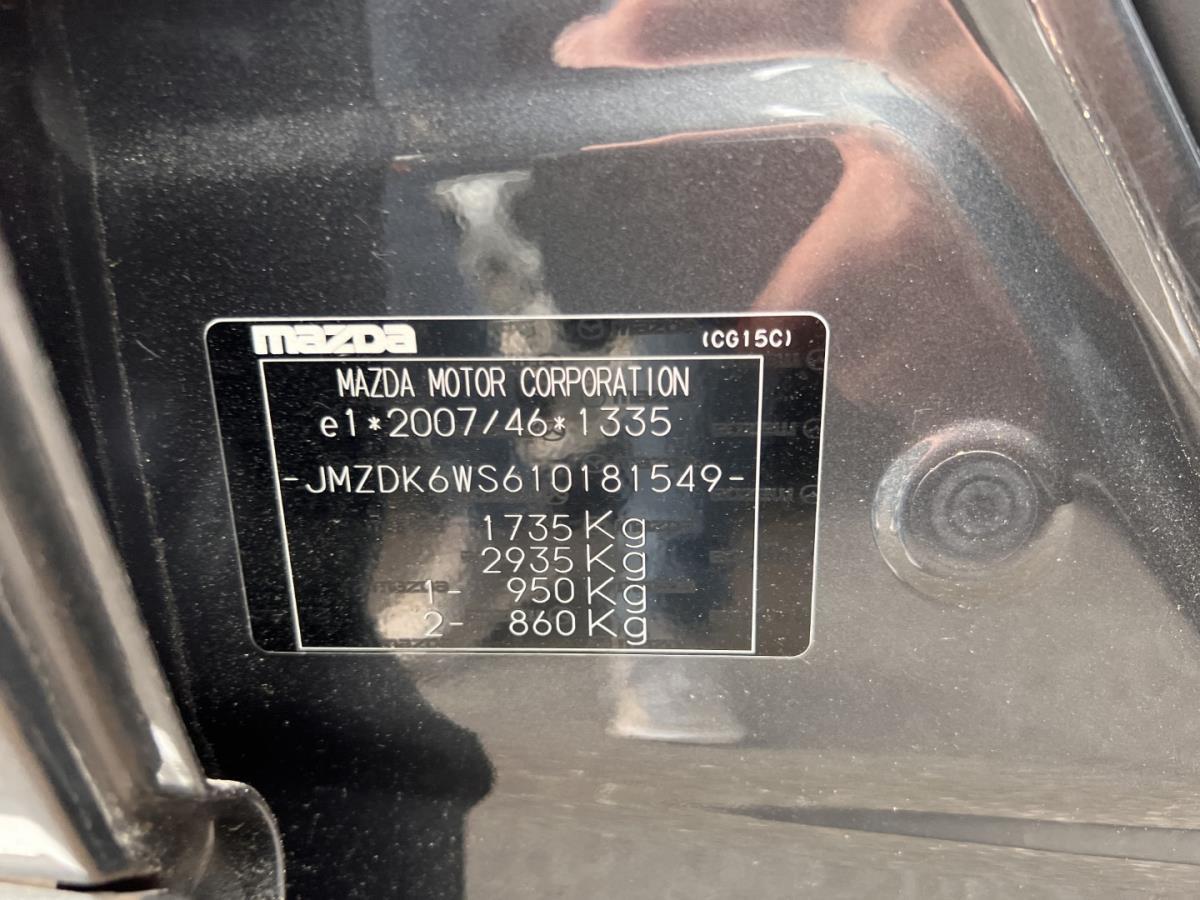 mazda (CG15C)
MAZDA MOTOR CORPORATION
e1*2007/46*1335
-JMZDK6WS610181549-
1735Kg
2935Kg
1- 950Kg
2- 860Kg